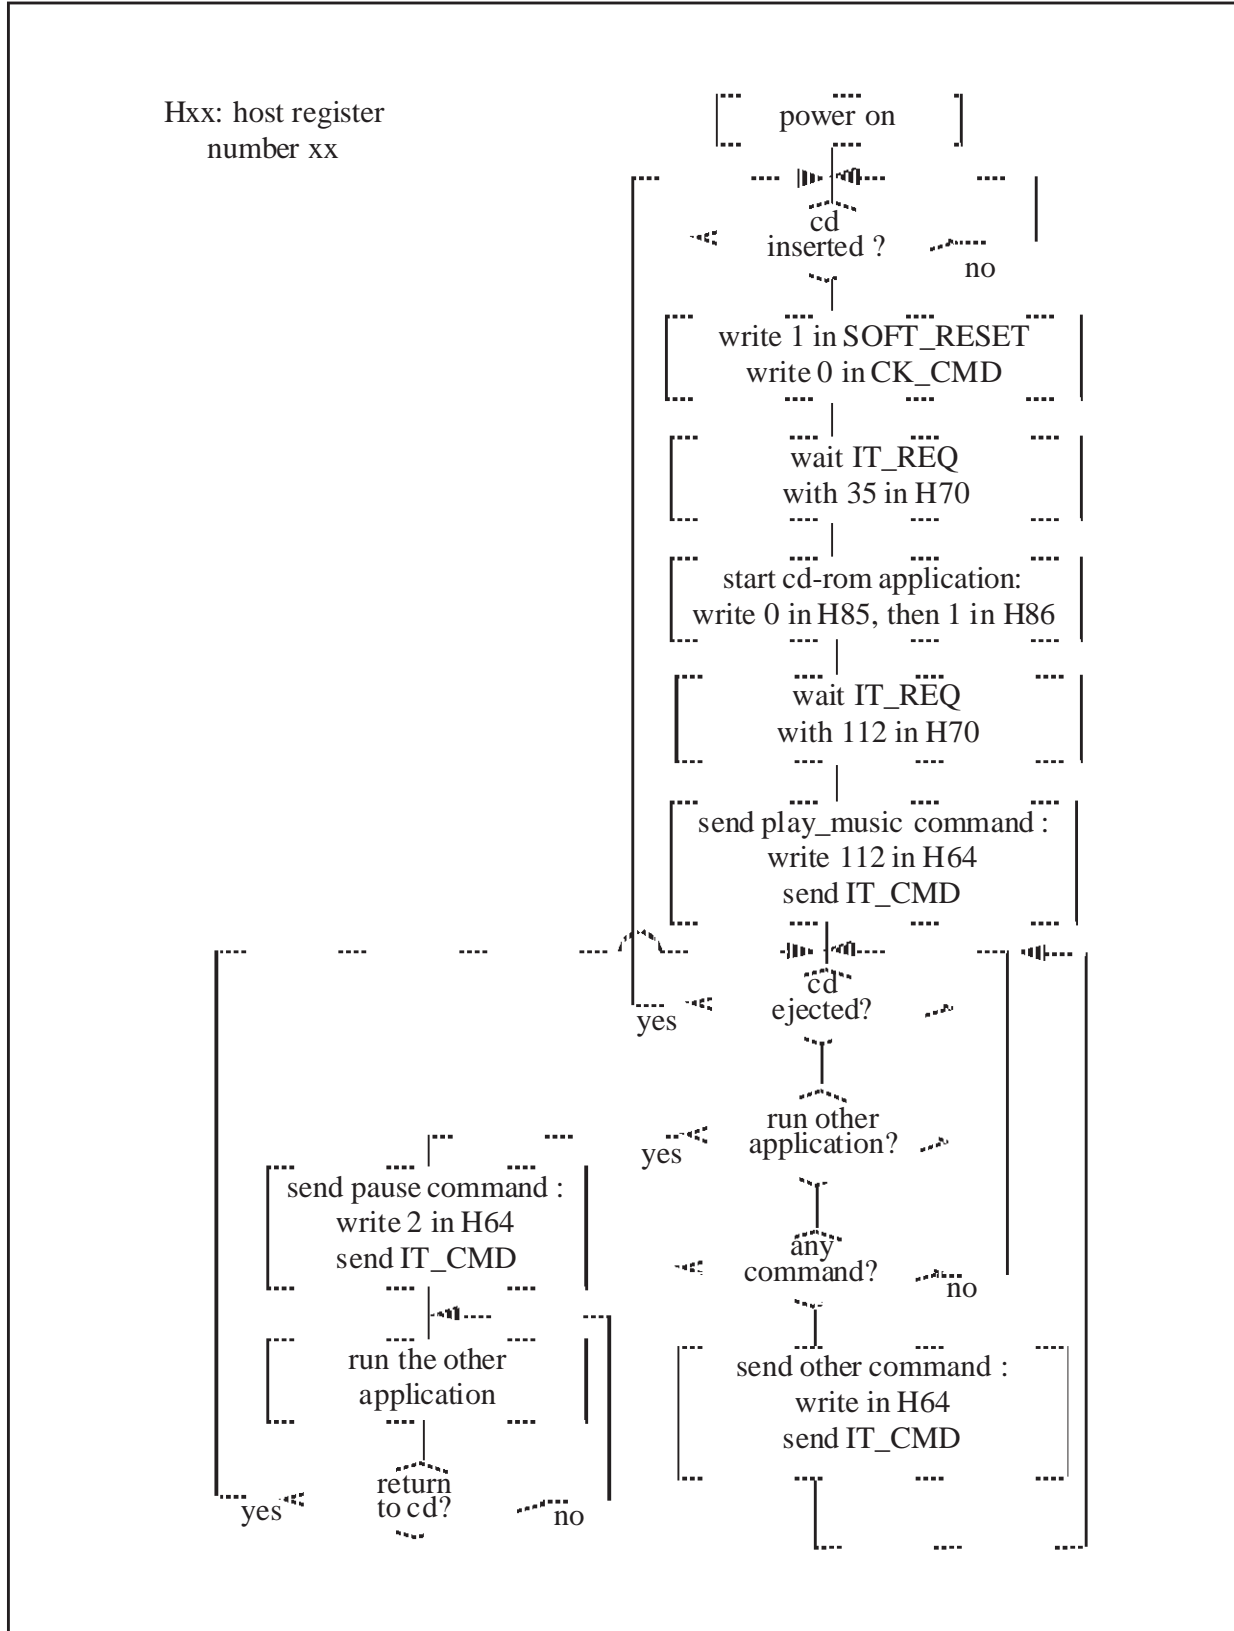 Hxx: host register
number xx
power on
cd
inserted ?
no
write 1 in SOFT_RESET
write 0 in CK_CMD
wait IT_REQ
with 35 in H70
start cd-rom application:
write 0 in H85, then 1 in H86
wait IT_REQ
with 112 in H70
send play_music command :
write 112 in H64
send IT_CMD
cd
ejected?
yes
run other
application?
yes
send pause command :
write 2 in H64
send IT_CMD
any
command?
no
run the other
application
send other command :
write in H64
send IT_CMD
return
to cd?
yes
no